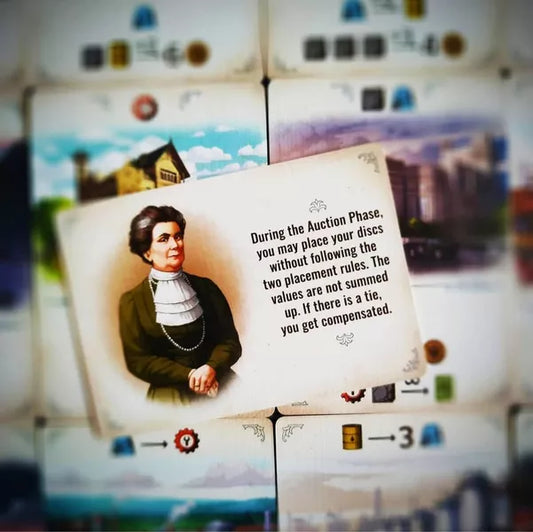 During the Auction Phase,
you may place your discs
without following the
two placement rules. The
values are not summed
up. If there is a tie,
you get compensated.
3